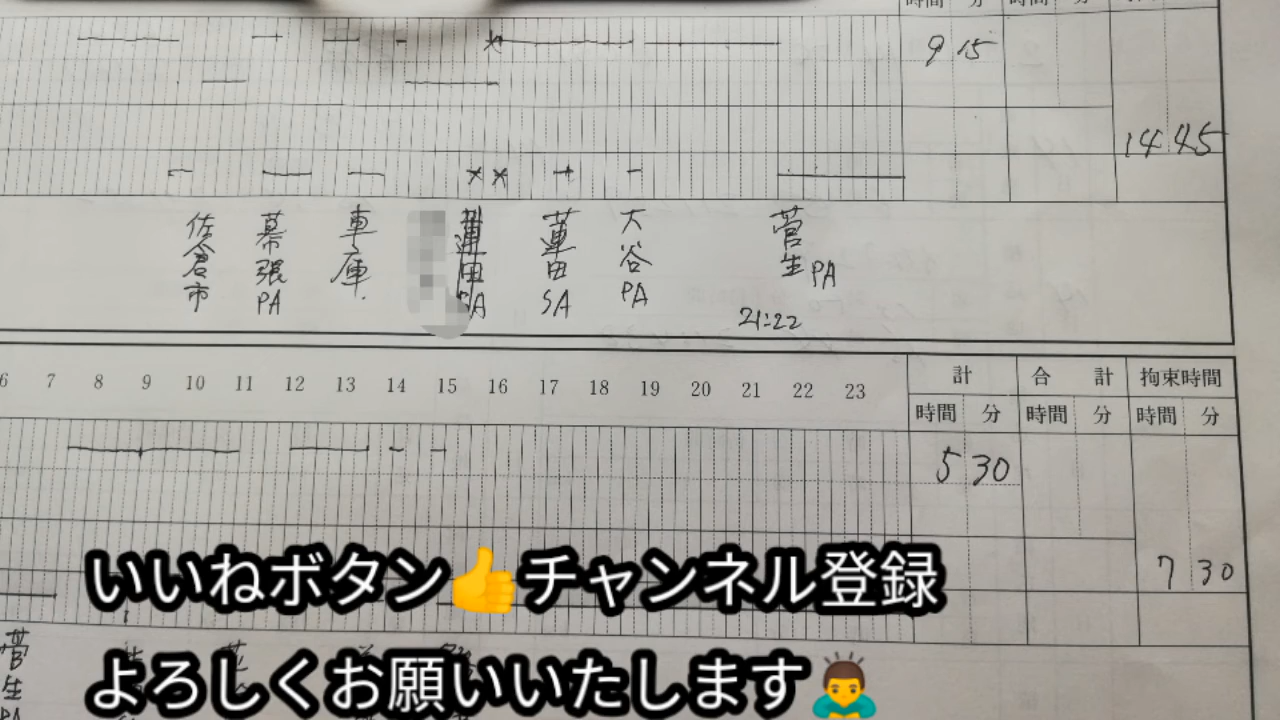 時間 分 時間 分
9 15
14 45
佐倉市
幕張PA
車庫
蓮田SA
大谷PA
菅生PA
21:22
6 7 8 9 10 11 12 13 14 15 16 17 18 19 20 21 22 23
計 合計 拘束時間
時間 分 時間 分 時間 分
5 30
7 30
菅生PA
いいねボタン👍チャンネル登録
よろしくお願いいたします🙇‍♂️